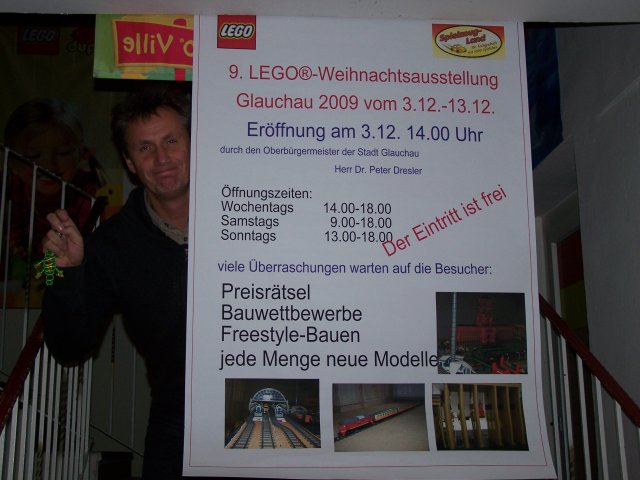 LEGO
Ville
LEGO
Spielzeug-
Land
9. LEGO®-Weihnachtsausstellung
Glauchau 2009 vom 3.12.-13.12.
Eröffnung am 3.12. 14.00 Uhr
durch den Oberbürgermeister der Stadt Glauchau
Herr Dr. Peter Dresler
Öffnungszeiten:
Wochentags 14.00-18.00
Samstags 9.00-18.00
Sonntags 13.00-18.00
Der Eintritt ist frei
viele Überraschungen warten auf die Besucher:
Preisrätsel
Bauwettbewerbe
Freestyle-Bauen
jede Menge neue Modelle